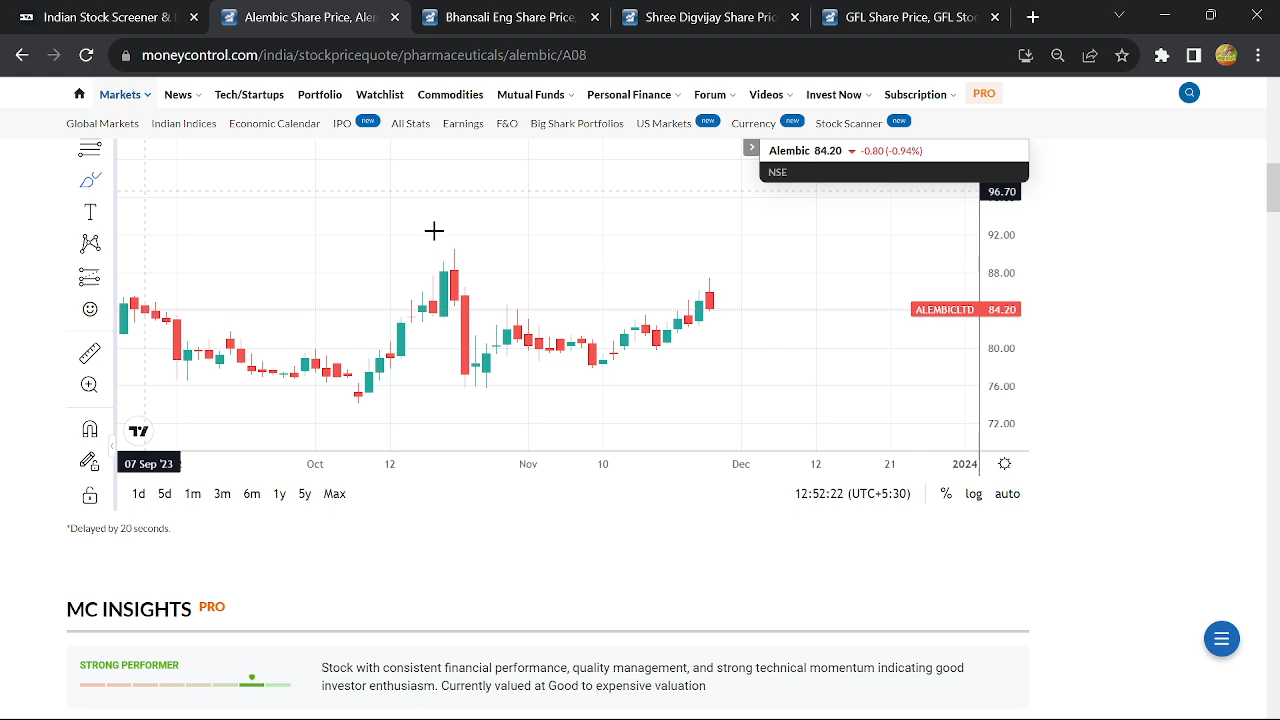 Indian Stock Screener &
Alembic Share Price, Aler
Bhansali Eng Share Price,
Shree Digvijay Share Pric
GFL Share Price, GFL Stoc
moneycontrol.com/india/stockpricequote/pharmaceuticals/alembic/A08
Markets News Tech/Startups Portfolio Watchlist Commodities Mutual Funds Personal Finance Forum Videos Invest Now Subscription PRO
Global Markets Indian Indices Economic Calendar IPO new All Stats Earnings F&O Big Shark Portfolios US Markets new Currency new Stock Scanner new
Alembic 84.20 -0.80 (-0.94%)
NSE
96.70
92.00
88.00
ALEMBICLTD 84.20
80.00
76.00
72.00
07 Sep '23 Oct 12 Nov 10 Dec 12 21 2024
1d 5d 1m 3m 6m 1y 5y Max 12:52:22 (UTC+5:30) % log auto
*Delayed by 20 seconds.
MC INSIGHTS PRO
STRONG PERFORMER
Stock with consistent financial performance, quality management, and strong technical momentum indicating good
investor enthusiasm. Currently valued at Good to expensive valuation